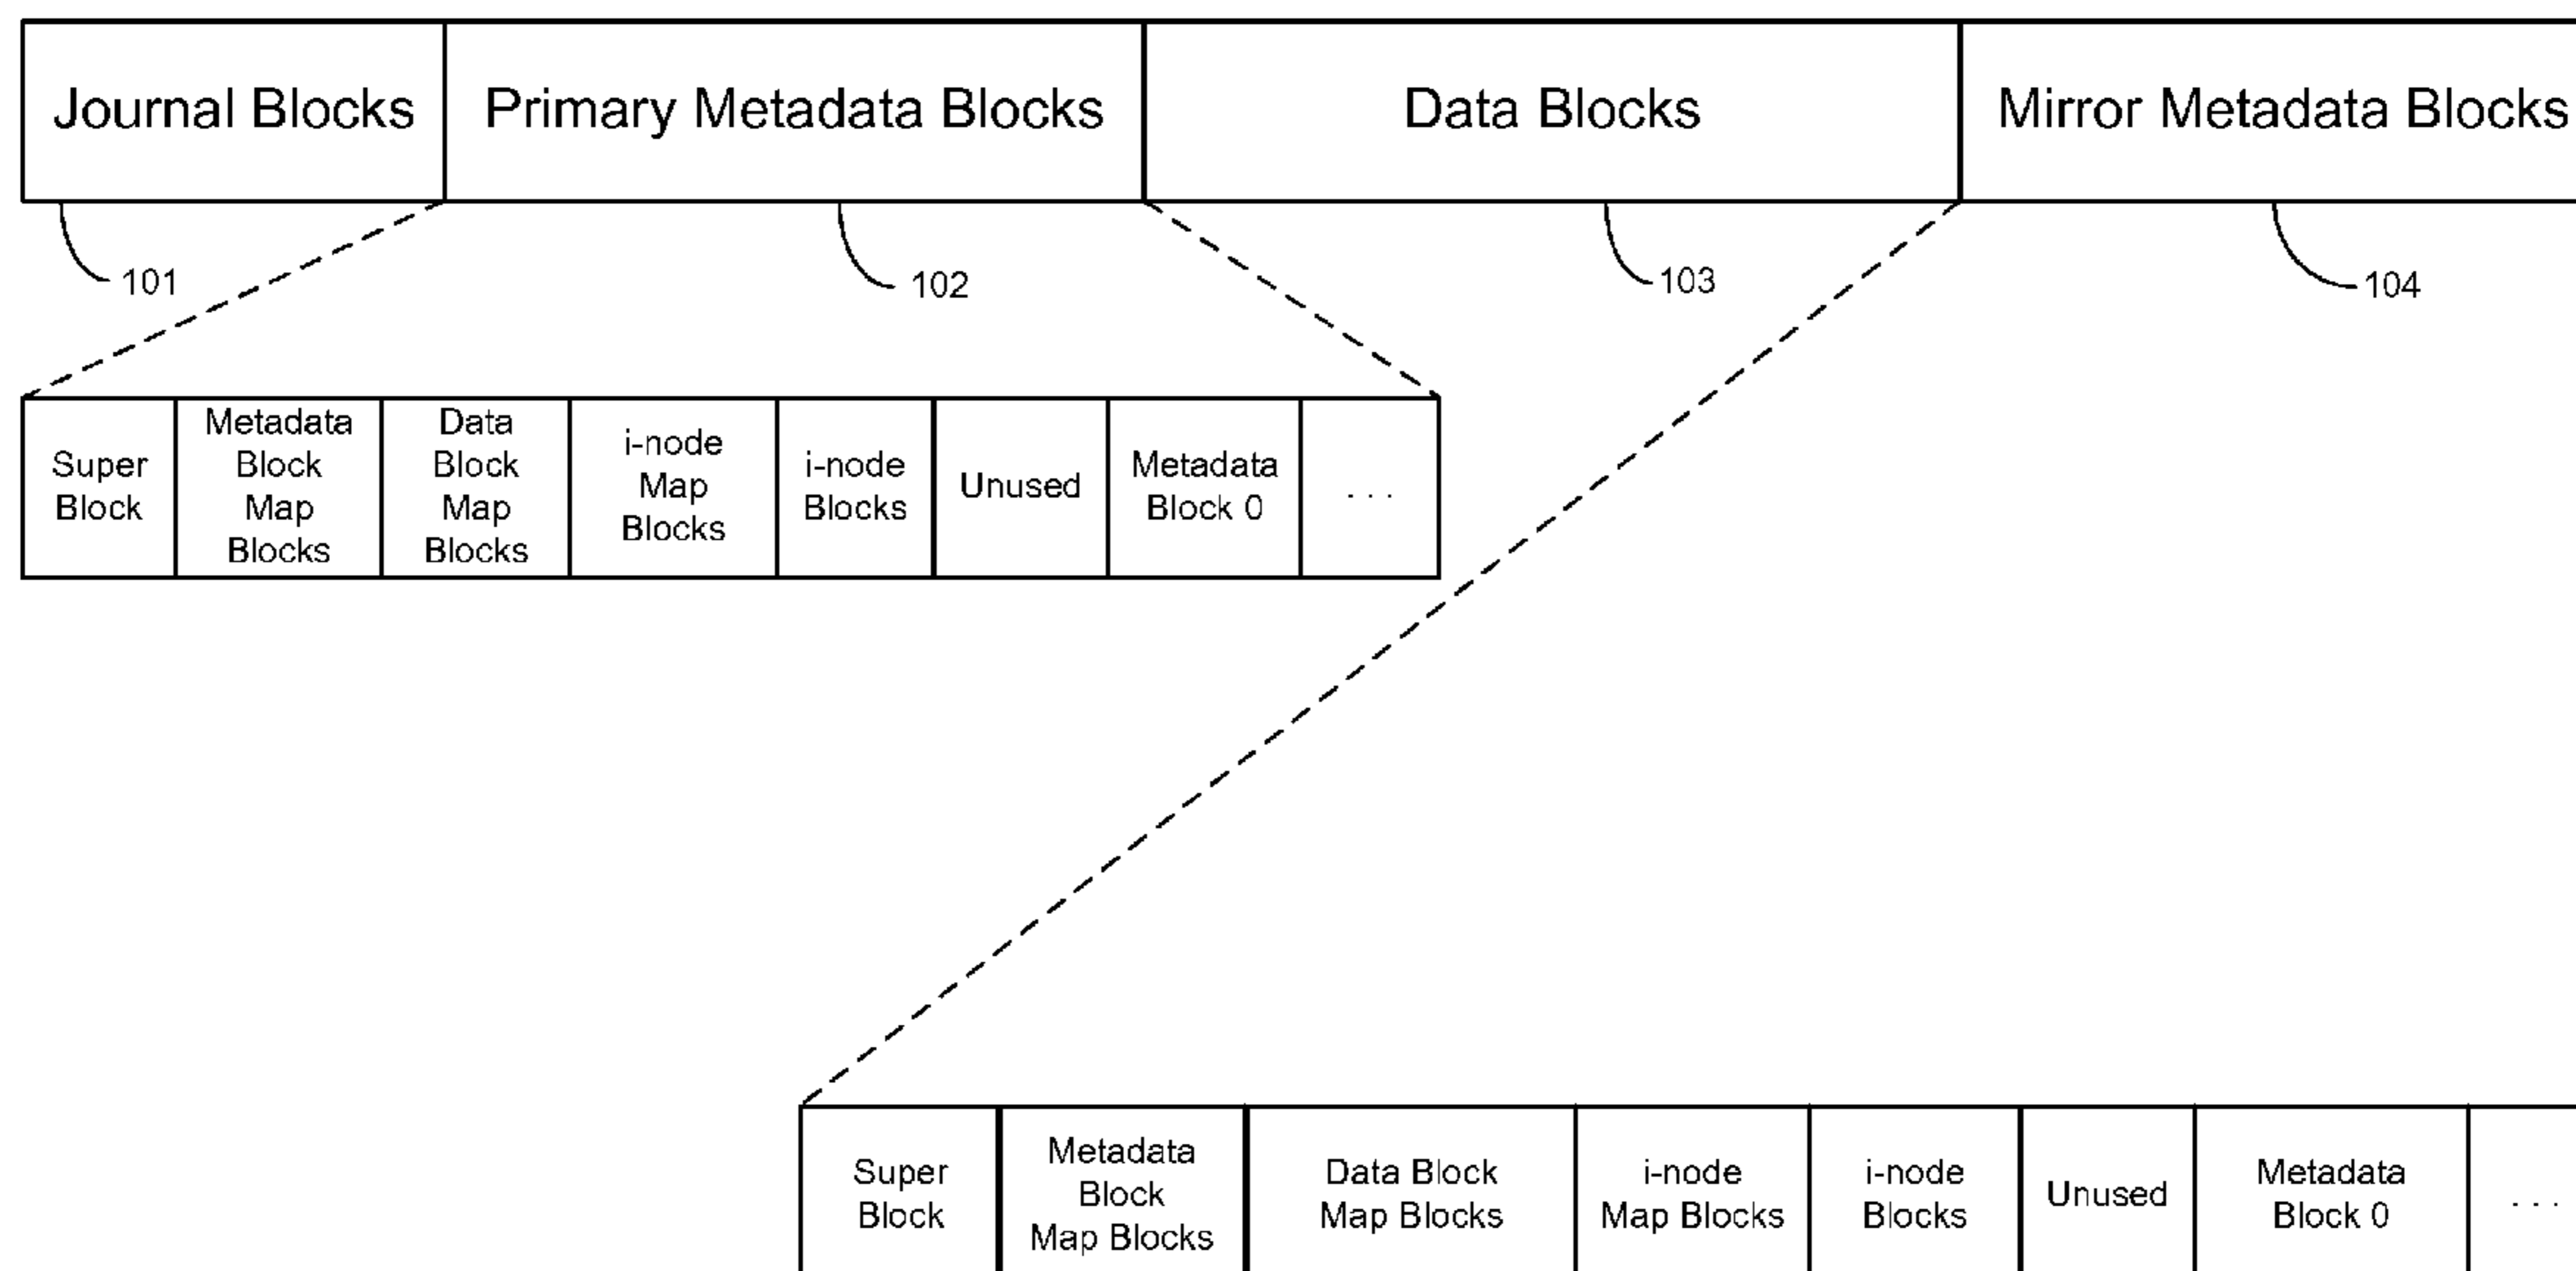 Journal Blocks
Primary Metadata Blocks
Data Blocks
Mirror Metadata Blocks
101
102
103
104
Super
Block
Metadata
Block
Map
Blocks
Data
Block
Map
Blocks
i-node
Map
Blocks
i-node
Blocks
Unused
Metadata
Block 0
. . .
Super
Block
Metadata
Block
Map Blocks
Data Block
Map Blocks
i-node
Map Blocks
i-node
Blocks
Unused
Metadata
Block 0
. . .